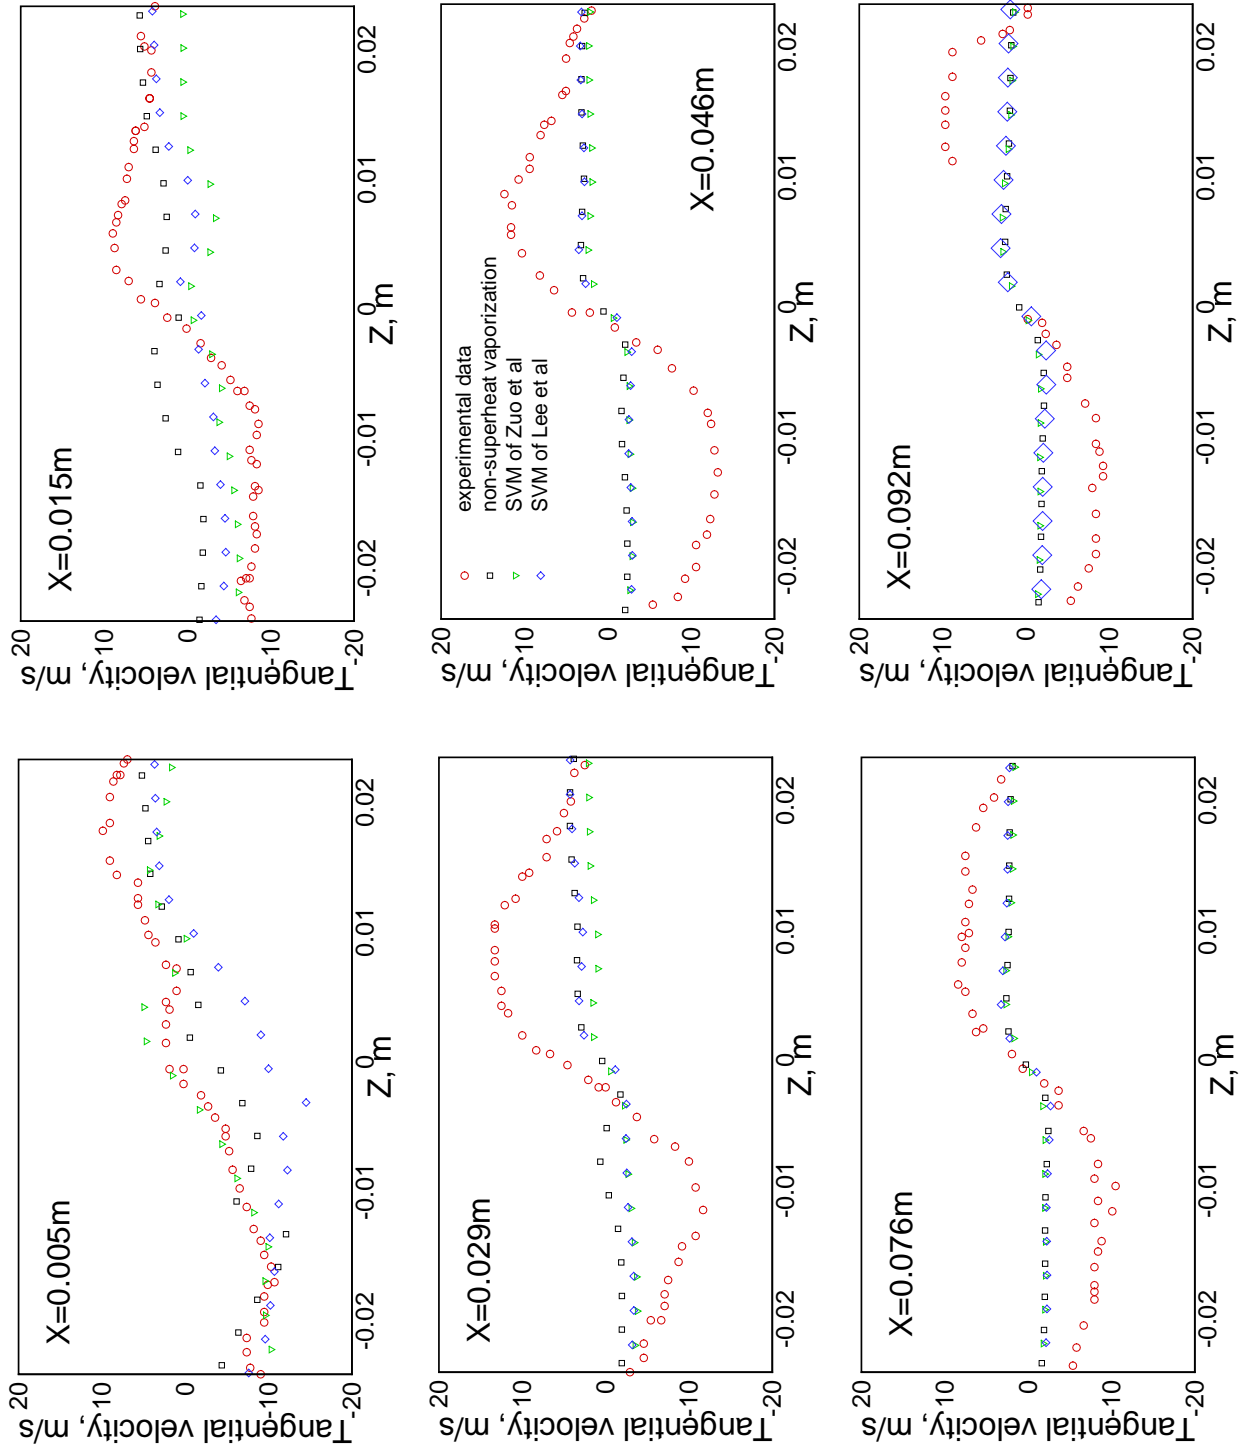 X=0.005m
20
10
0
-10
-20
Tangential velocity, m/s
-0.02
-0.01
0
0.01
0.02
Z, m
X=0.015m
20
10
0
-10
-20
Tangential velocity, m/s
-0.02
-0.01
0
0.01
0.02
Z, m
X=0.029m
20
10
0
-10
-20
Tangential velocity, m/s
-0.02
-0.01
0
0.01
0.02
Z, m
experimental data
non-superheat vaporization
SVM of Zuo et al
SVM of Lee et al
X=0.046m
20
10
0
-10
-20
Tangential velocity, m/s
-0.02
-0.01
0
0.01
0.02
Z, m
X=0.076m
20
10
0
-10
-20
Tangential velocity, m/s
-0.02
-0.01
0
0.01
0.02
Z, m
X=0.092m
20
10
0
-10
-20
Tangential velocity, m/s
-0.02
-0.01
0
0.01
0.02
Z, m